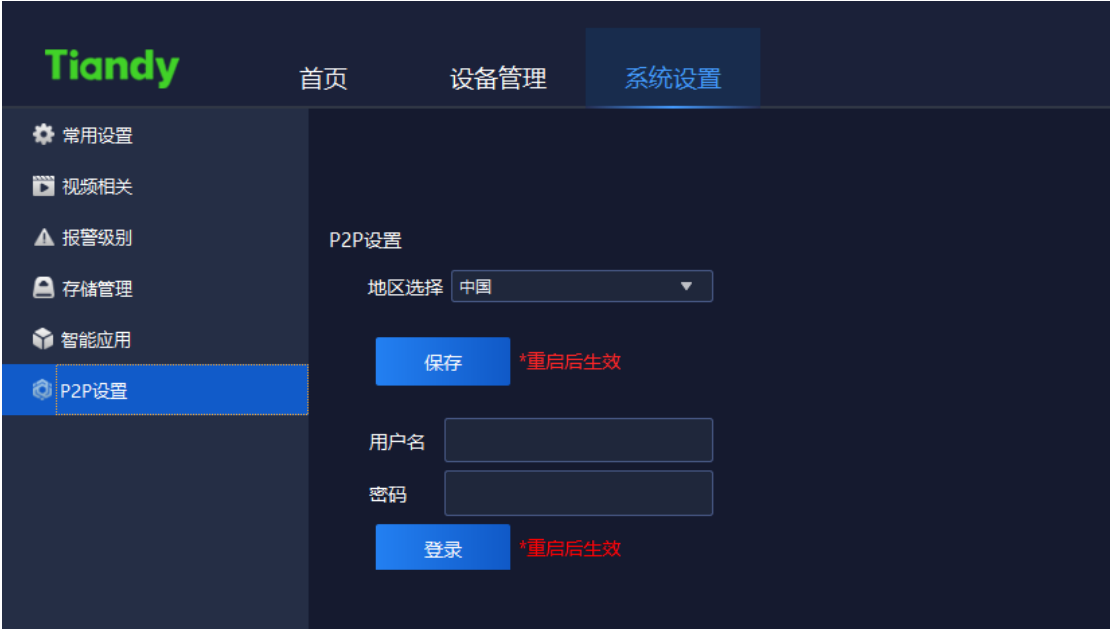 Tiandy
首页
设备管理
系统设置
常用设置
视频相关
报警级别
存储管理
智能应用
P2P设置
P2P设置
地区选择 中国
保存 *重启后生效
用户名
密码
登录 *重启后生效